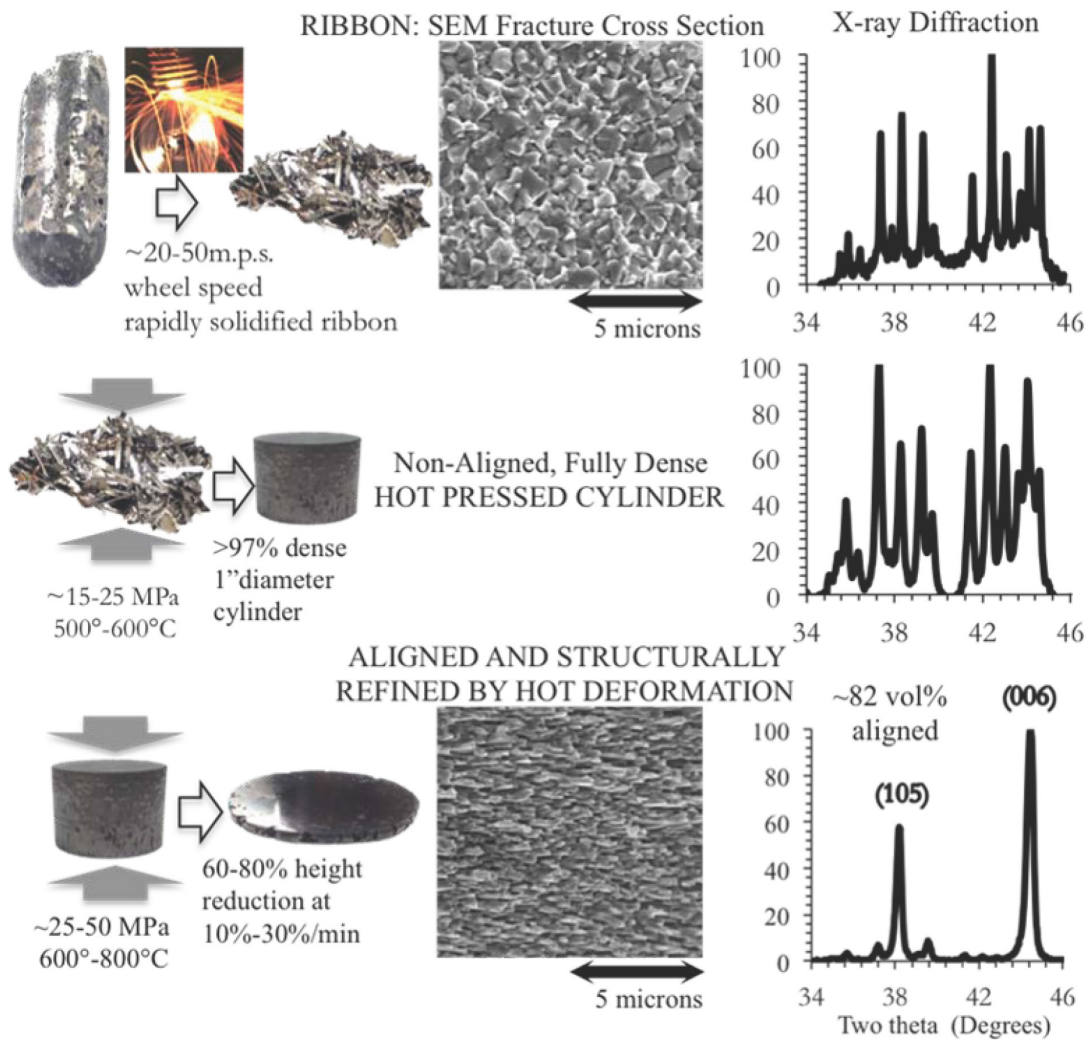 RIBBON: SEM Fracture Cross Section
X-ray Diffraction
~20-50m.p.s.
wheel speed
rapidly solidified ribbon
5 microns
100
80
60
40
20
0
34 38 42 46
~15-25 MPa
500°-600°C
>97% dense
1”diameter
cylinder
Non-Aligned, Fully Dense
HOT PRESSED CYLINDER
100
80
60
40
20
0
34 38 42 46
ALIGNED AND STRUCTURALLY
REFINED BY HOT DEFORMATION
~25-50 MPa
600°-800°C
60-80% height
reduction at
10%-30%/min
5 microns
~82 vol%
aligned
(006)
(105)
100
80
60
40
20
0
34 38 42 46
Two theta (Degrees)